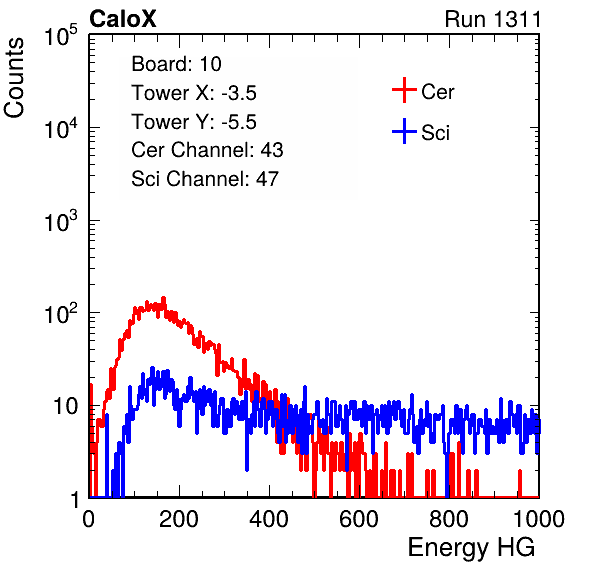 CaloX Run 1311
Counts
10^5
10^4
10^3
10^2
10
1
Board: 10
Tower X: -3.5
Tower Y: -5.5
Cer Channel: 43
Sci Channel: 47
Cer
Sci
0 200 400 600 800 1000
Energy HG